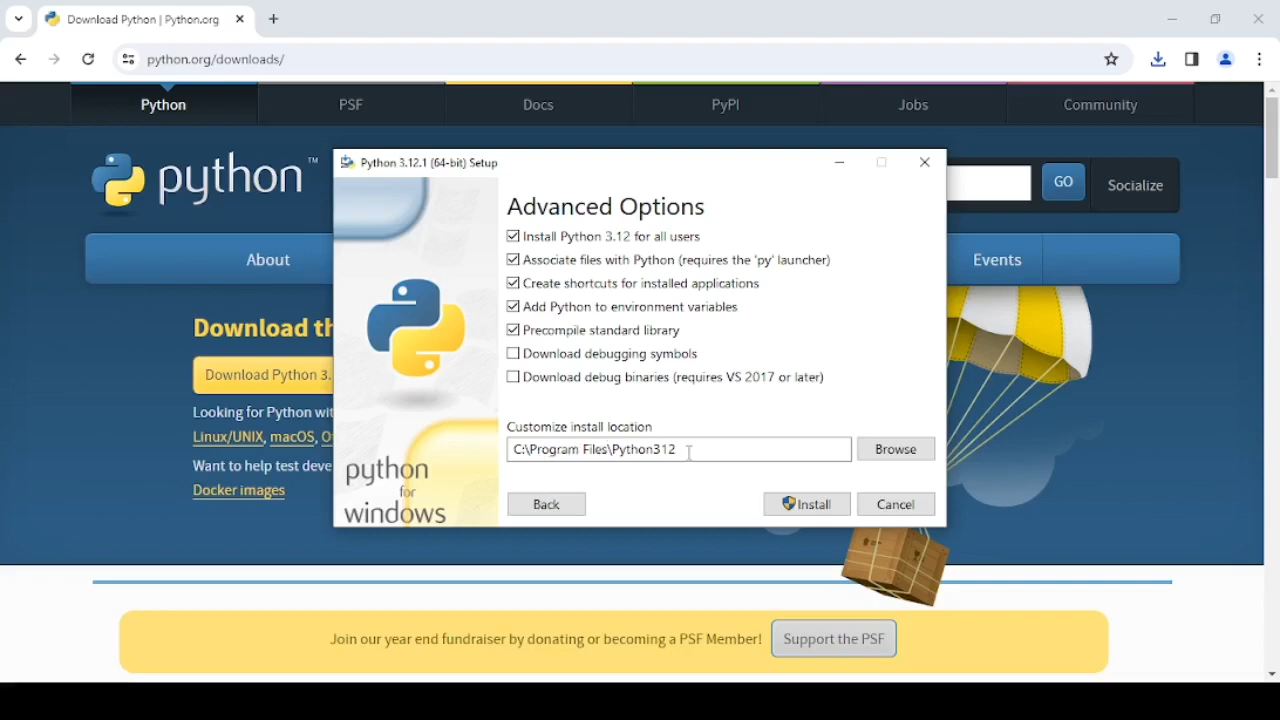 Download Python | Python.org
python.org/downloads/
Python
PSF
Docs
PyPI
Jobs
Community
python™
GO
Socialize
About
Events
Python 3.12.1 (64-bit) Setup
Advanced Options
Install Python 3.12 for all users
Associate files with Python (requires the 'py' launcher)
Create shortcuts for installed applications
Add Python to environment variables
Precompile standard library
Download debugging symbols
Download debug binaries (requires VS 2017 or later)
Customize install location
C:\Program Files\Python312
Browse
Back
Install
Cancel
python
for
windows
Download th
Download Python 3.
Looking for Python wit
Linux/UNIX, macOS, O
Want to help test deve
Docker images
Join our year end fundraiser by donating or becoming a PSF Member!
Support the PSF